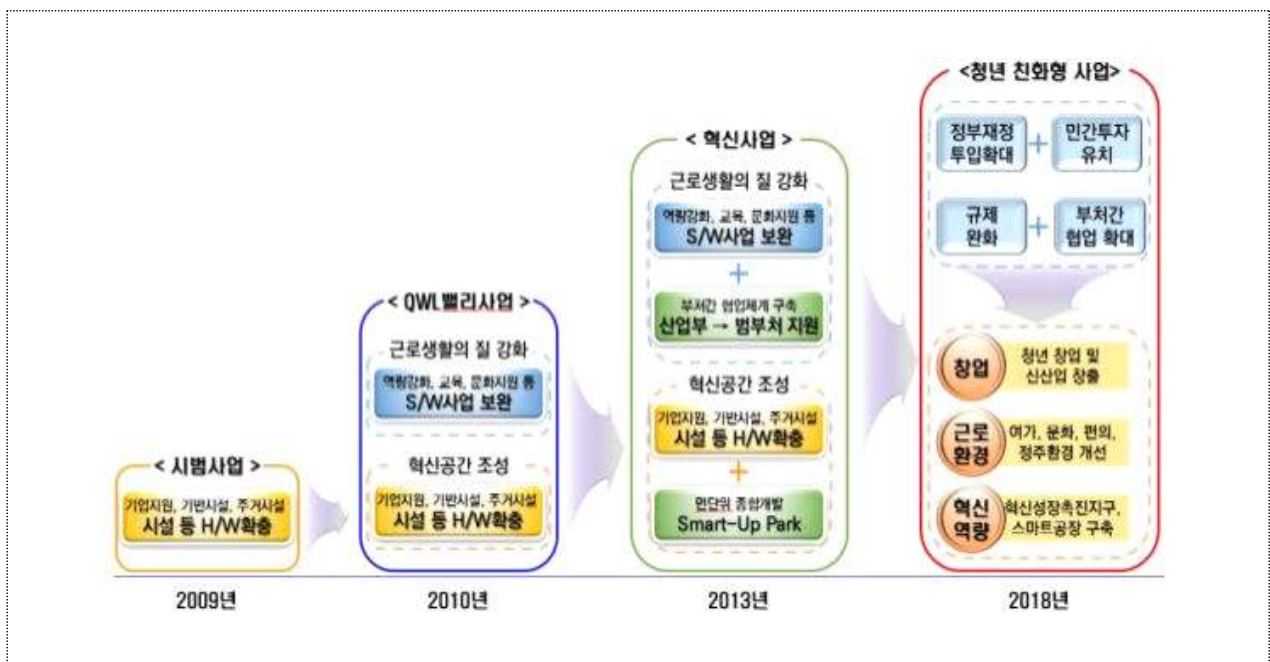 <청년 친화형 사업>
정부재정
투입확대
+
민간투자
유치
규제
완화
+
부처간
협업 확대
창업
청년 창업 및
신산업 창출
근로
환경
여가, 문화, 편의,
정주환경 개선
혁신
역량
혁신성장촉진지구,
스마트공장 구축
< 혁신사업 >
근로생활의 질 강화
역량강화, 교육, 문화지원 등
S/W사업 보완
+
부처간 협업체계 구축
산업부 → 범부처 지원
혁신공간 조성
기업지원, 기반시설, 주거시설
시설 등 H/W확충
+
면단위 종합개발
Smart-Up Park
< QWL밸리사업 >
근로생활의 질 강화
역량강화, 교육, 문화지원 등
S/W사업 보완
혁신공간 조성
기업지원, 기반시설, 주거시설
시설 등 H/W확충
< 시범사업 >
기업지원, 기반시설, 주거시설
시설 등 H/W확충
2009년
2010년
2013년
2018년